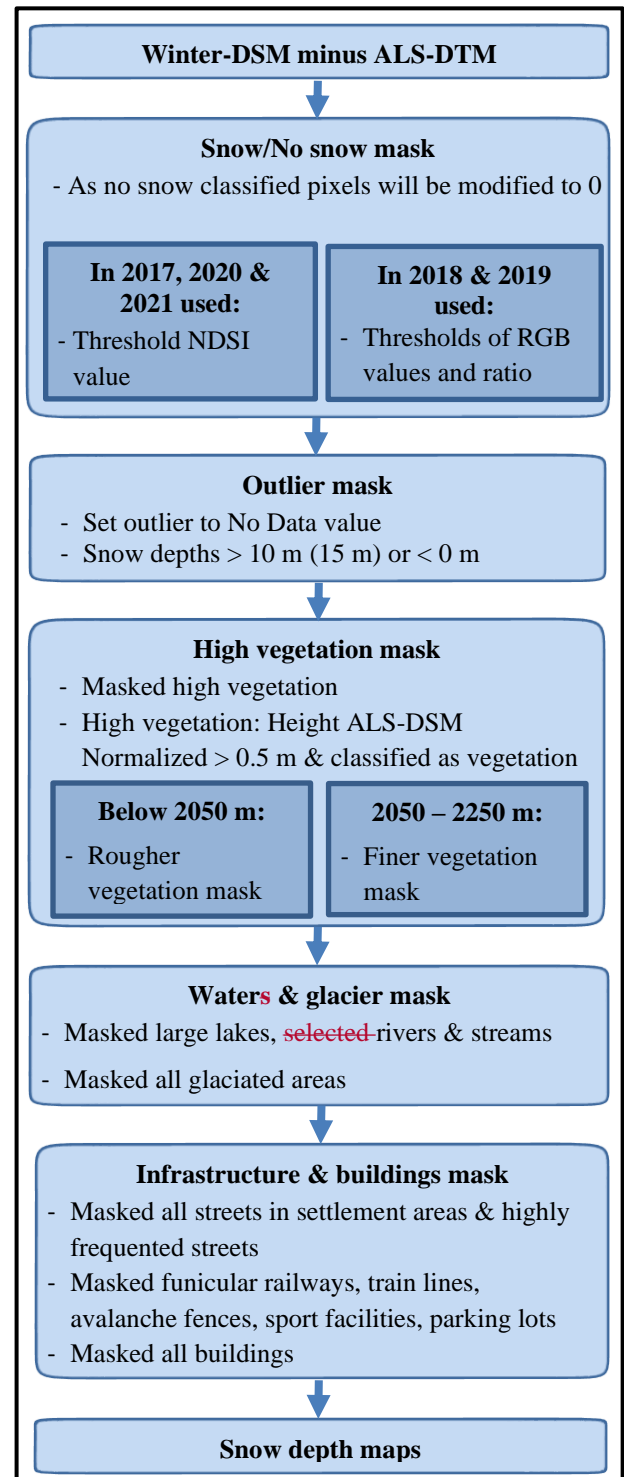 Winter-DSM minus ALS-DTM
Snow/No snow mask
- As no snow classified pixels will be modified to 0
In 2017, 2020 &
2021 used:
- Threshold NDSI
value
In 2018 & 2019
used:
- Thresholds of RGB
values and ratio
Outlier mask
- Set outlier to No Data value
- Snow depths > 10 m (15 m) or < 0 m
High vegetation mask
- Masked high vegetation
- High vegetation: Height ALS-DSM
Normalized > 0.5 m & classified as vegetation
Below 2050 m:
- Rougher
vegetation mask
2050 – 2250 m:
- Finer vegetation
mask
Waters & glacier mask
- Masked large lakes, selected rivers & streams
- Masked all glaciated areas
Infrastructure & buildings mask
- Masked all streets in settlement areas & highly
frequented streets
- Masked funicular railways, train lines,
avalanche fences, sport facilities, parking lots
- Masked all buildings
Snow depth maps